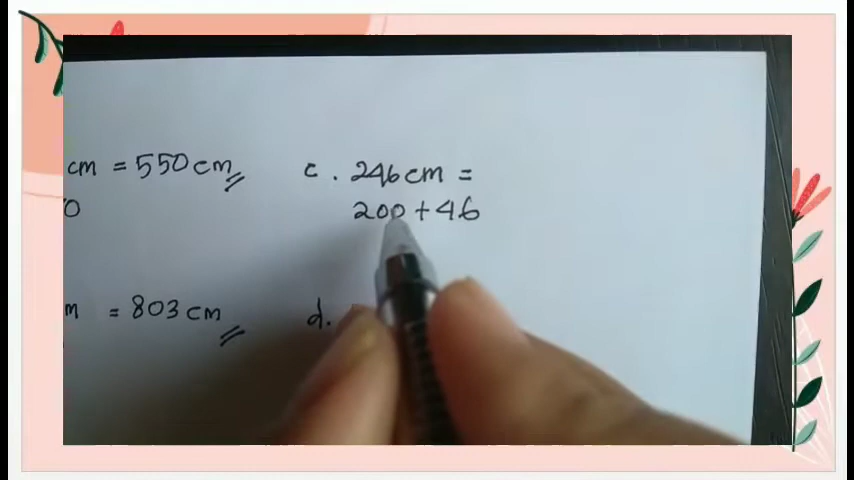 cm = 550 cm
0
m = 803 cm
c. 246 cm =
200 + 46
d.